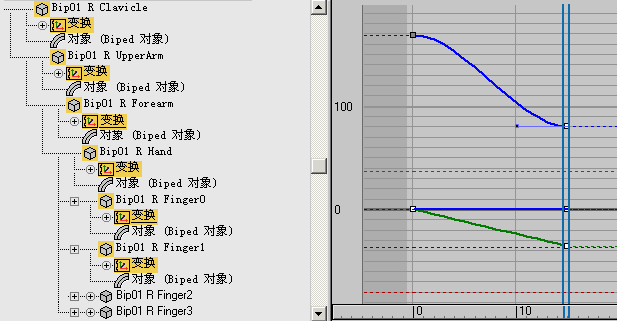 Bip01 R Clavicle
变换
对象 (Biped 对象)
Bip01 R UpperArm
变换
对象 (Biped 对象)
Bip01 R Forearm
变换
对象 (Biped 对象)
Bip01 R Hand
变换
对象 (Biped 对象)
Bip01 R Finger0
变换
对象 (Biped 对象)
Bip01 R Finger1
变换
对象 (Biped 对象)
Bip01 R Finger2
Bip01 R Finger3
100
0
0
10